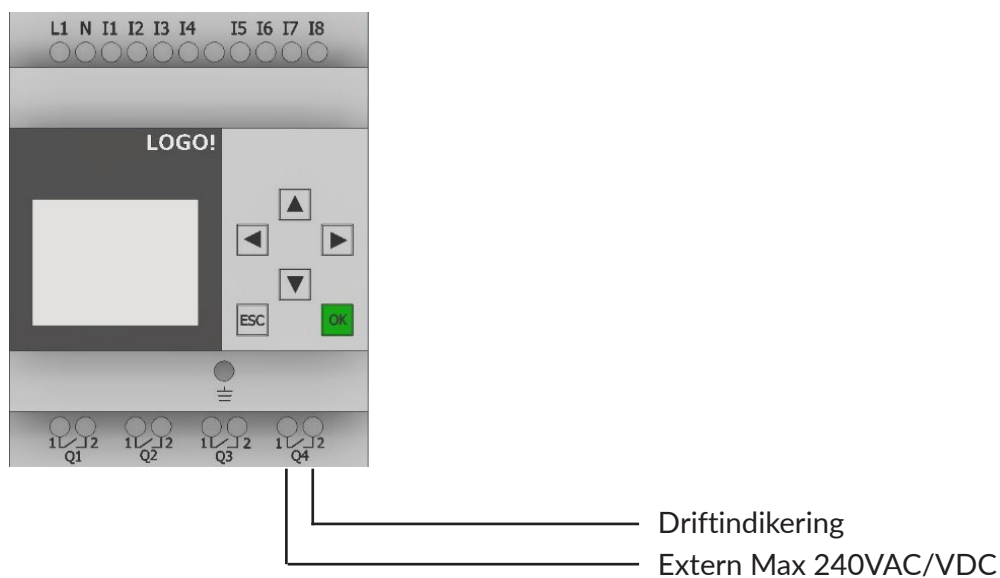 L1 N I1 I2 I3 I4 I5 I6 I7 I8
LOGO!
ESC OK
1 2 1 2 1 2 1 2
Q1 Q2 Q3 Q4
Driftindikering
Extern Max 240VAC/VDC